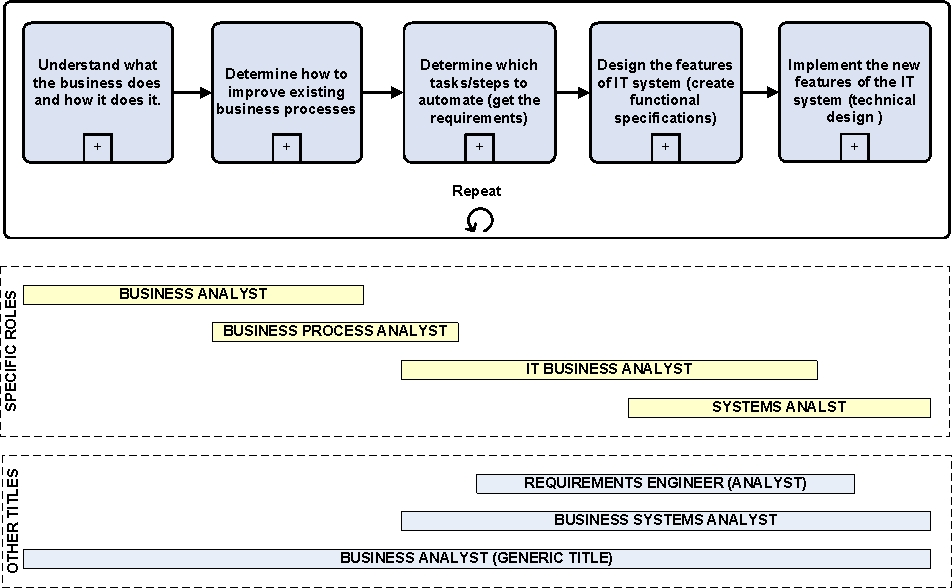 Understand what
the business does
and how it does it.
+
Determine how to
improve existing
business processes
+
Determine which
tasks/steps to
automate (get the
requirements)
+
Design the features
of IT system (create
functional
specifications)
+
Implement the new
features of the IT
system (technical
design )
+
Repeat
SPECIFIC ROLES
BUSINESS ANALYST
BUSINESS PROCESS ANALYST
IT BUSINESS ANALYST
SYSTEMS ANALST
OTHER TITLES
REQUIREMENTS ENGINEER (ANALYST)
BUSINESS SYSTEMS ANALYST
BUSINESS ANALYST (GENERIC TITLE)